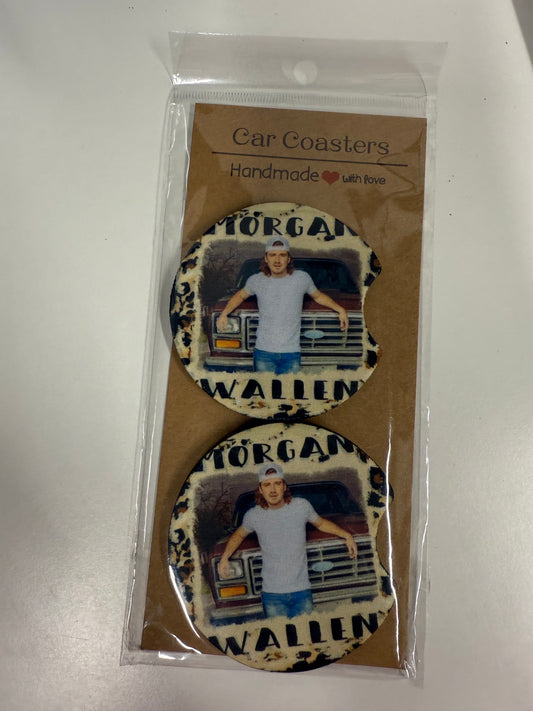 Car Coasters
Handmade with love
MORGAN
WALLEN
MORGAN
WALLEN